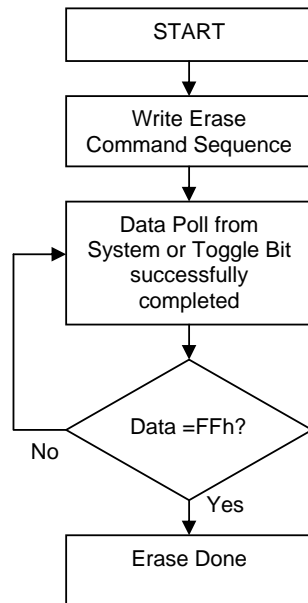 START
Write Erase
Command Sequence
Data Poll from
System or Toggle Bit
successfully
completed
Data =FFh?
No
Yes
Erase Done